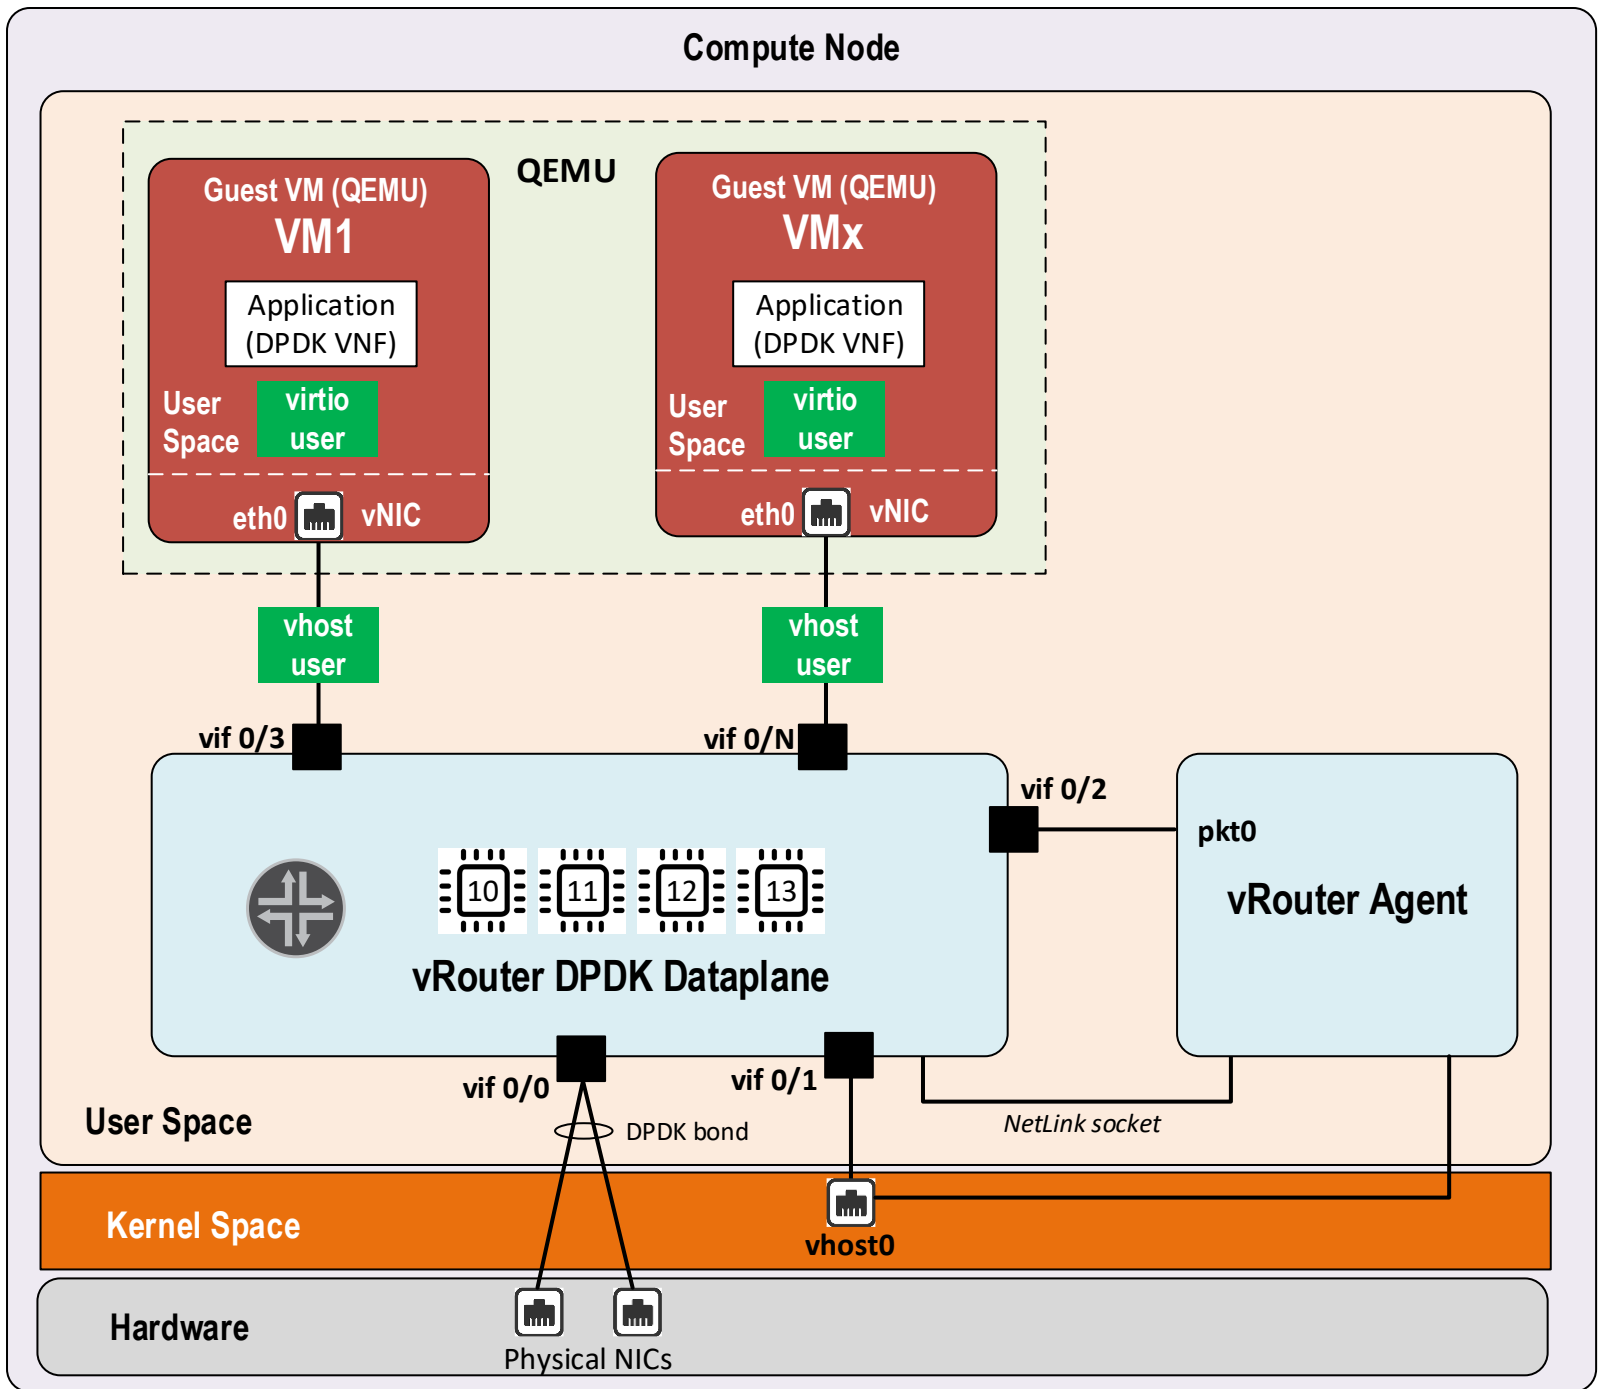 Compute Node
QEMU
Guest VM (QEMU)
VM1
Application
(DPDK VNF)
User
Space
virtio
user
eth0
vNIC
Guest VM (QEMU)
VMx
Application
(DPDK VNF)
User
Space
virtio
user
eth0
vNIC
vhost
user
vhost
user
vif 0/3
vif 0/N
vif 0/2
pkt0
vRouter Agent
10
11
12
13
vRouter DPDK Dataplane
vif 0/0
vif 0/1
User Space
DPDK bond
NetLink socket
Kernel Space
vhost0
Hardware
Physical NICs